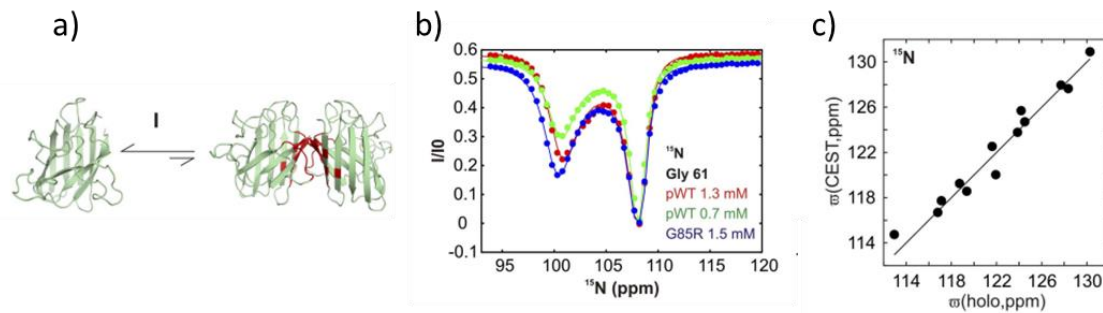 a)
I
b)
0.6
0.5
0.4
0.3
0.2
0.1
0
-0.1
I/I0
15N
Gly 61
pWT 1.3 mM
pWT 0.7 mM
G85R 1.5 mM
95 100 105 110 115 120
15N (ppm)
c)
15N
130
126
122
118
114
ϖ(CEST,ppm)
114 118 122 126 130
ϖ(holo,ppm)